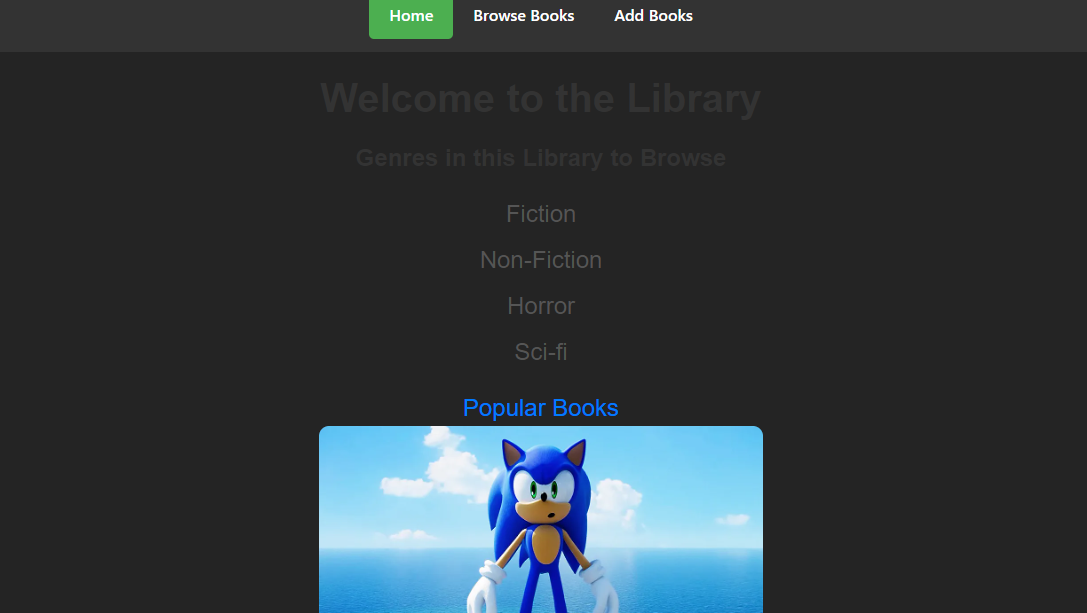 Home Browse Books Add Books
Welcome to the Library
Genres in this Library to Browse
Fiction
Non-Fiction
Horror
Sci-fi
Popular Books